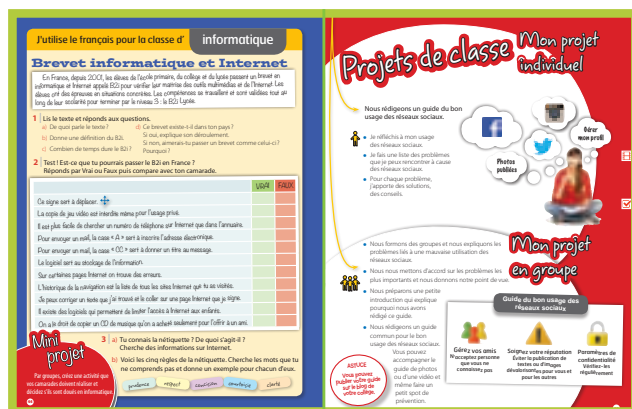 J'utilise le français pour la classe d'
informatique
Brevet informatique et Internet
En France, depuis 2001, les élèves de l'école primaire, du collège et du lycée passent un brevet en
informatique et Internet appelé B2i pour vérifier leur maîtrise des outils multimédias et de l'Internet. Les
élèves ont des épreuves en situations concrètes. Les compétences se travaillent et sont validées tout au
long de leur scolarité pour terminer par le niveau 3 : le B2i Lycée.
1 Lis le texte et réponds aux questions.
a) De quoi parle le texte ?
b) Donne une définition du B2i.
c) Combien de temps dure le B2i ?
d) Ce brevet existe-t-il dans ton pays ?
Si oui, explique son déroulement.
Si non, aimerais-tu passer un brevet comme celui-ci ?
Pourquoi ?
2 Test ! Est-ce que tu pourrais passer le B2i en France ?
Réponds par Vrai ou Faux puis compare avec ton camarade.
VRAI FAUX
Ce signe sert à déplacer.
La copie de jeu vidéo est interdite même pour l'usage privé.
Il est plus facile de chercher un numéro de téléphone sur Internet que dans l'annuaire.
Pour envoyer un mail, la case « A » sert à inscrire l'adresse électronique.
Pour envoyer un mail, la case « CC » sert à donner un titre au message.
Le logiciel sert au stockage de l'information.
Sur certaines pages Internet on trouve des erreurs.
L'historique de la navigation est la liste de tous les sites Internet que tu as visités.
Je peux corriger un texte que j'ai trouvé et le coller sur une page Internet que je signe.
Il existe des logiciels qui permettent de limiter l'accès à Internet aux enfants.
On a le droit de copier un CD de musique qu'on a acheté seulement pour l'offrir à un ami.
3 a) Tu connais la nétiquette ? De quoi s'agit-il ?
Cherche des informations sur Internet.
b) Voici les cinq règles de la nétiquette. Cherche les mots que tu
ne comprends pas et donne un exemple pour chacun d'eux.
prudence respect concision courtoisie clarté
Mini
projet
Par groupes, créez une activité que
vos camarades doivent réaliser et
décidez s'ils sont doués en informatique.
Projets de classe
Mon projet
individuel
Nous rédigeons un guide du bon
usage des réseaux sociaux.
Je réfléchis à mon usage
des réseaux sociaux.
Je fais une liste des problèmes
que je peux rencontrer à cause
des réseaux sociaux.
Pour chaque problème,
j'apporte des solutions,
des conseils.
Gérer
mon profil
Photos
publiées
Mon projet
en groupe
Nous formons des groupes et nous expliquons les
problèmes liés à une mauvaise utilisation des
réseaux sociaux.
Nous nous mettons d'accord sur les problèmes les
plus importants et nous donnons notre point de vue.
Nous préparons une petite
introduction qui explique
pourquoi nous avons
rédigé ce guide.
Nous rédigeons un guide
commun pour le bon
usage des réseaux sociaux.
Vous pouvez
accompagner le
guide de photos
ou d'une vidéo et
même faire un
petit spot de
prévention.
ASTUCE
Vous pouvez
publier votre guide
sur le blog de
votre collège.
Guide du bon usage des
réseaux sociaux
Gérez vos amis
N'acceptez personne
que vous ne
connaissez pas
Soignez votre réputation
Évitez la publication de
textes ou d'images
dévalorisantes pour vous et
pour les autres
Paramètres de
confidentialité
Vérifiez-les
régulièrement